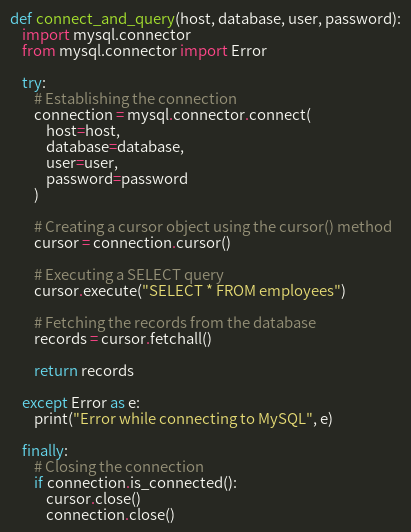 def connect_and_query(host, database, user, password):
    import mysql.connector
    from mysql.connector import Error

    try:
        # Establishing the connection
        connection = mysql.connector.connect(
            host=host,
            database=database,
            user=user,
            password=password
        )

        # Creating a cursor object using the cursor() method
        cursor = connection.cursor()

        # Executing a SELECT query
        cursor.execute("SELECT * FROM employees")

        # Fetching the records from the database
        records = cursor.fetchall()

        return records

    except Error as e:
        print("Error while connecting to MySQL", e)

    finally:
        # Closing the connection
        if connection.is_connected():
            cursor.close()
            connection.close()